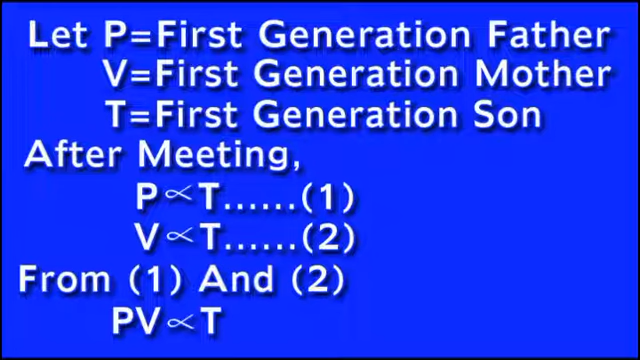 Let P=First Generation Father
V=First Generation Mother
T=First Generation Son
After Meeting,
P∝T......(1)
V∝T......(2)
From (1) And (2)
PV∝T